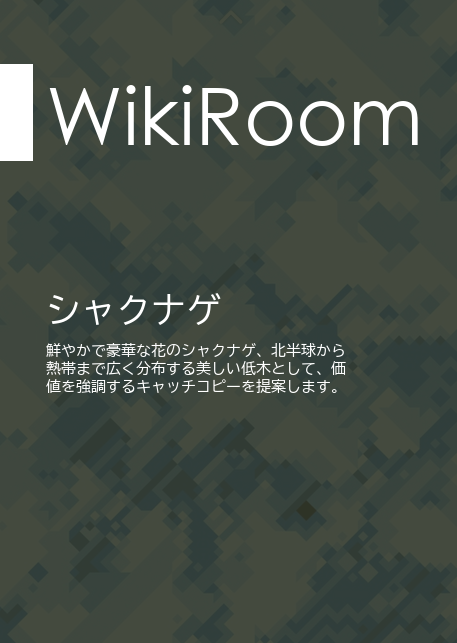 WikiRoom
シャクナゲ
鮮やかで豪華な花のシャクナゲ、北半球から
熱帯まで広く分布する美しい低木として、価
値を強調するキャッチコピーを提案します。